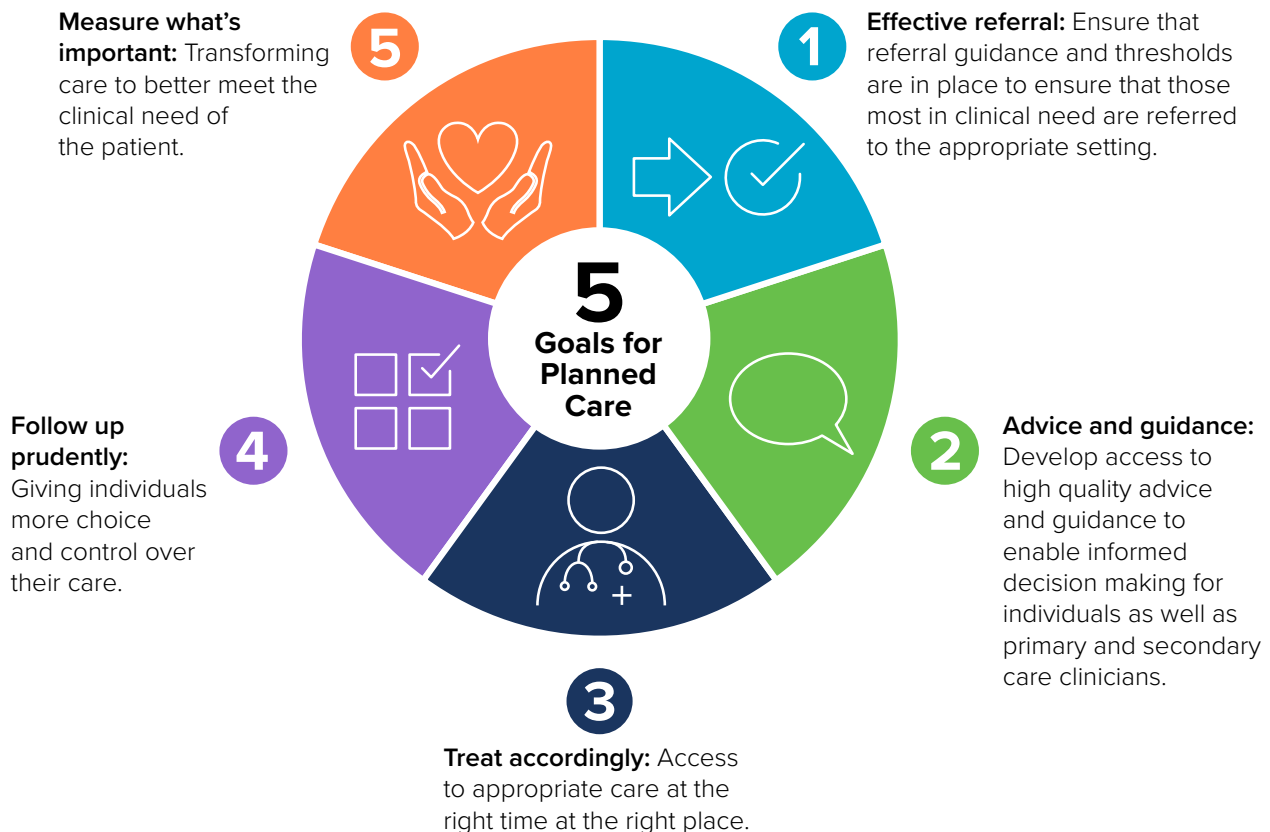 5
Goals for
Planned
Care
1
Effective referral: Ensure that
referral guidance and thresholds
are in place to ensure that those
most in clinical need are referred
to the appropriate setting.
2
Advice and guidance:
Develop access to
high quality advice
and guidance to
enable informed
decision making for
individuals as well as
primary and secondary
care clinicians.
3
Treat accordingly: Access
to appropriate care at the
right time at the right place.
4
Follow up
prudently:
Giving individuals
more choice
and control over
their care.
5
Measure what's
important: Transforming
care to better meet the
clinical need of
the patient.